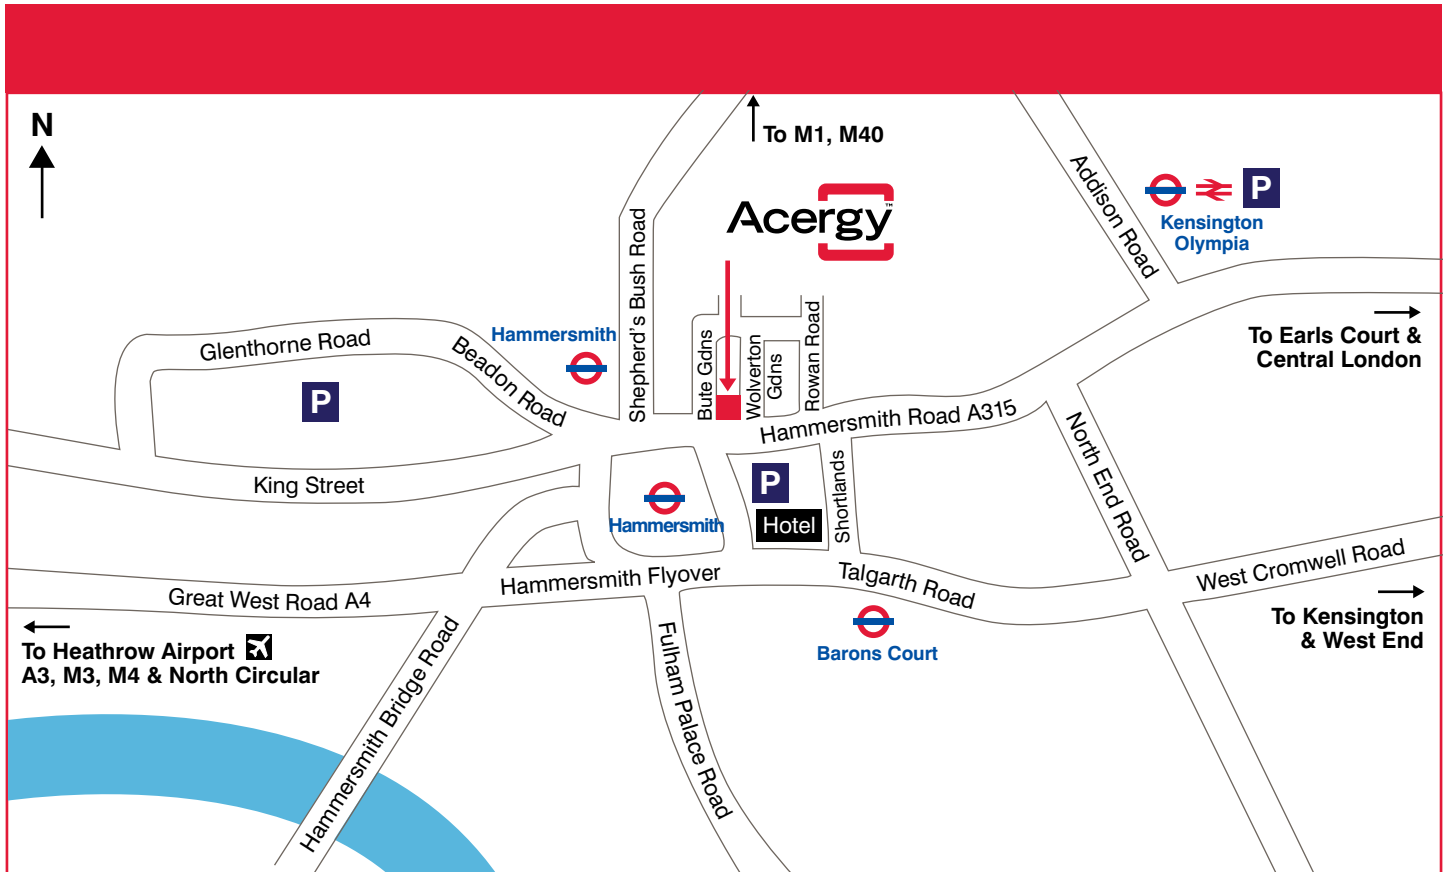 N
To M1, M40
Acergy™
Addison Road
P
Kensington
Olympia
Shepherd's Bush Road
Hammersmith
Glenthorne Road
Beadon Road
P
Bute Gdns
Wolverton
Gdns
Rowan Road
To Earls Court &
Central London
Hammersmith Road A315
King Street
Hammersmith
P
Hotel
Shortlands
North End Road
West Cromwell Road
Hammersmith Flyover
Talgarth Road
Great West Road A4
To Kensington
& West End
To Heathrow Airport
A3, M3, M4 & North Circular
Barons Court
Hammersmith Bridge Road
Fulham Palace Road